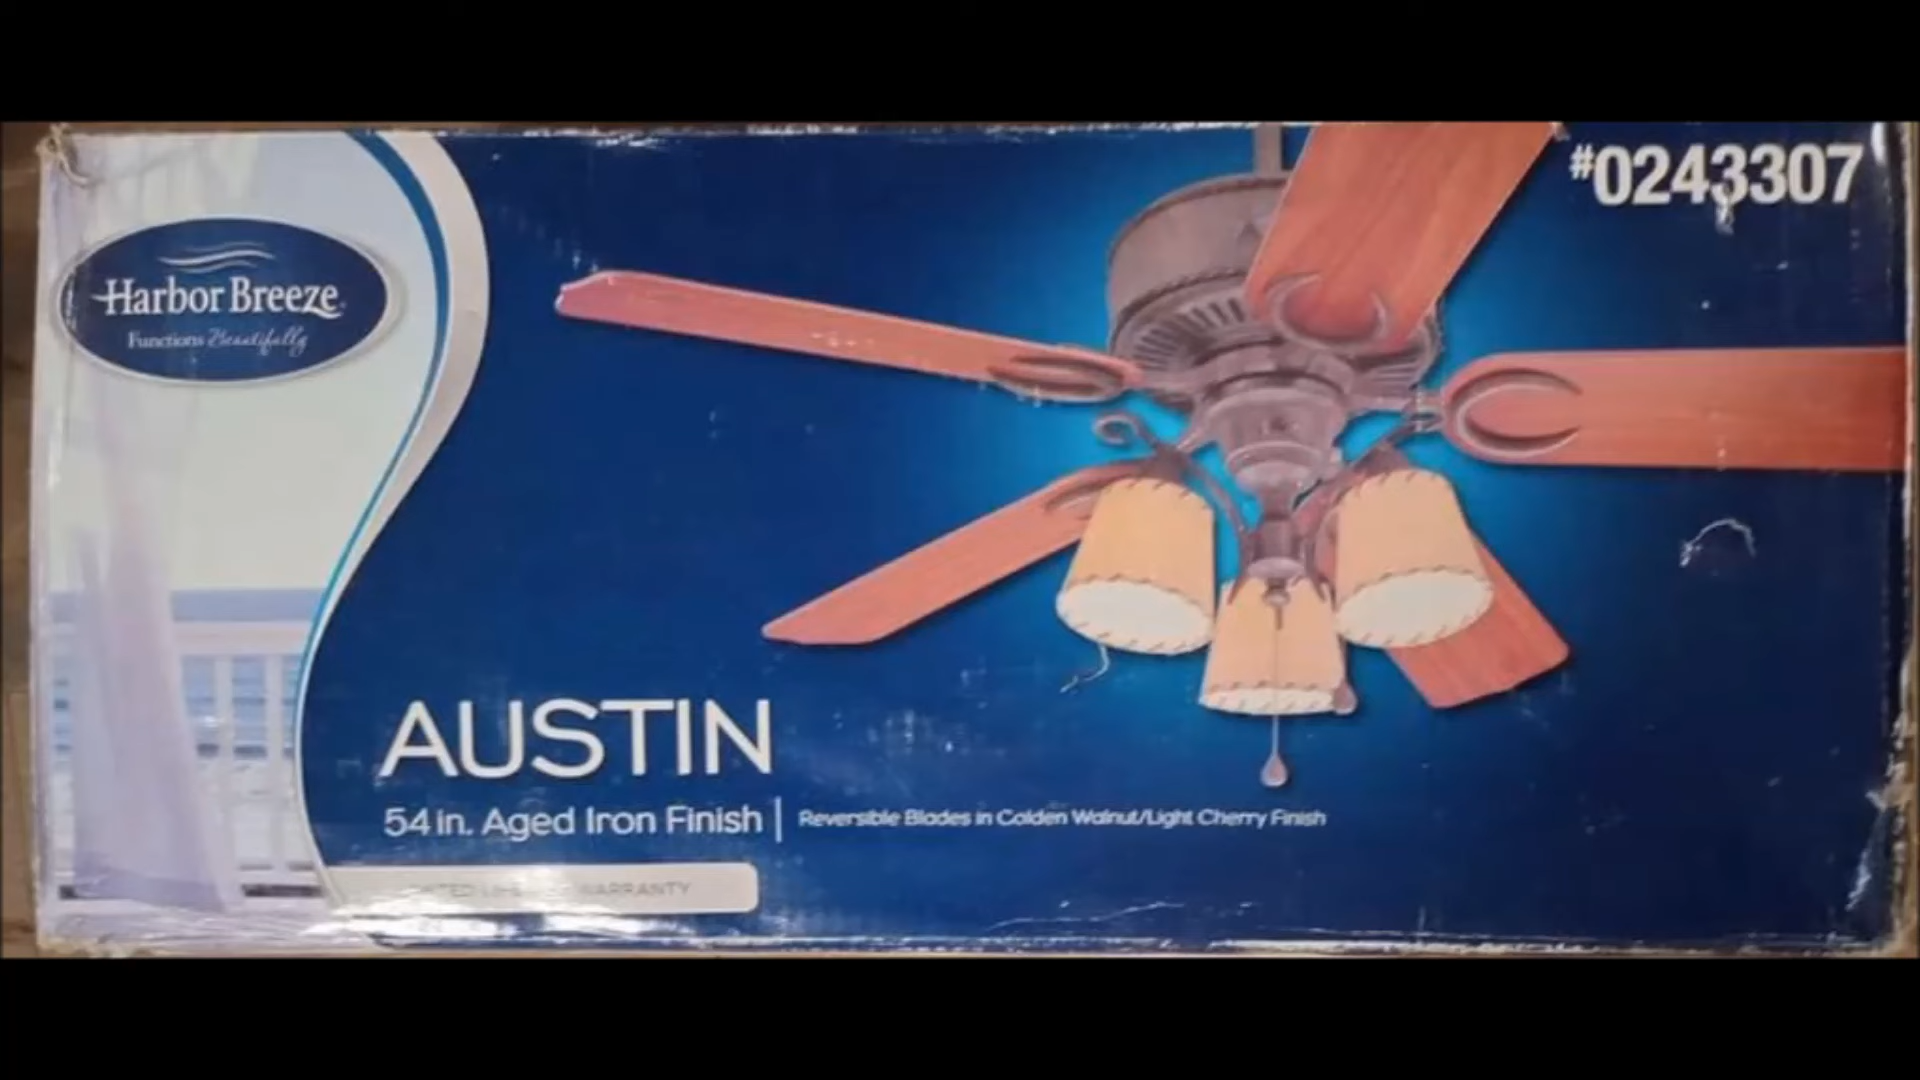 #0243307
Harbor Breeze
Functions Beautifully
AUSTIN
54 in. Aged Iron Finish | Reversible Blades in Golden Walnut/Light Cherry Finish
WARRANTY